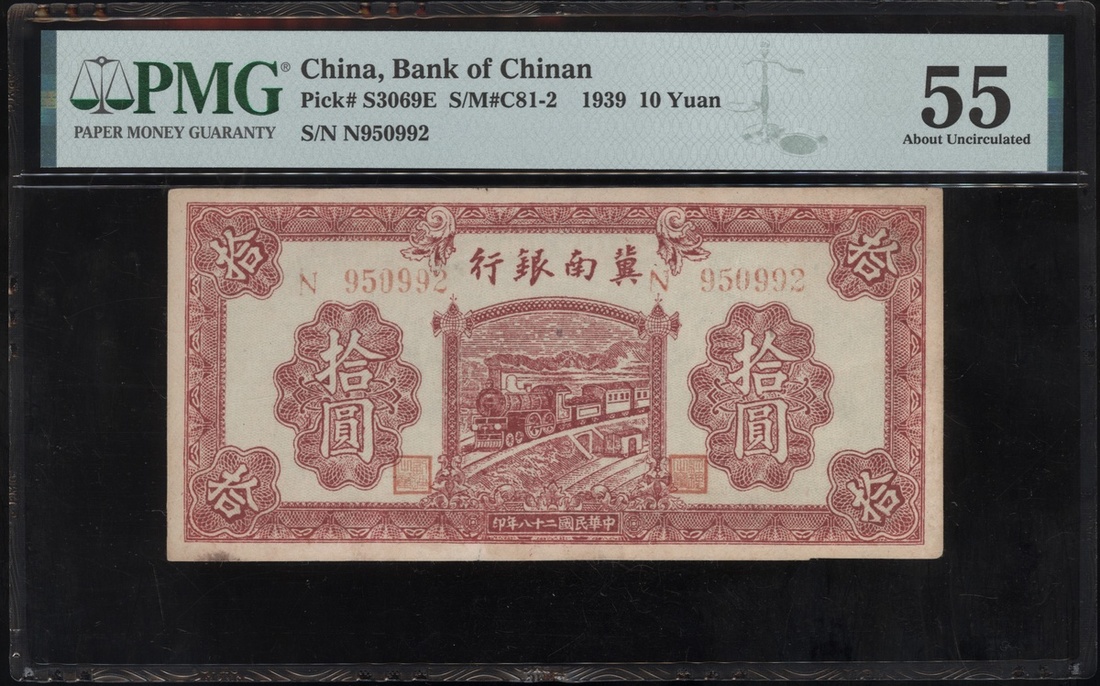 PMG®
PAPER MONEY GUARANTY
China, Bank of Chinan
Pick# S3069E S/M#C81-2 1939 10 Yuan
S/N N950992
55
About Uncirculated
拾
行銀南冀
拾
N 950992
N 950992
拾圓
拾圓
拾
印年八十二國民華中
拾